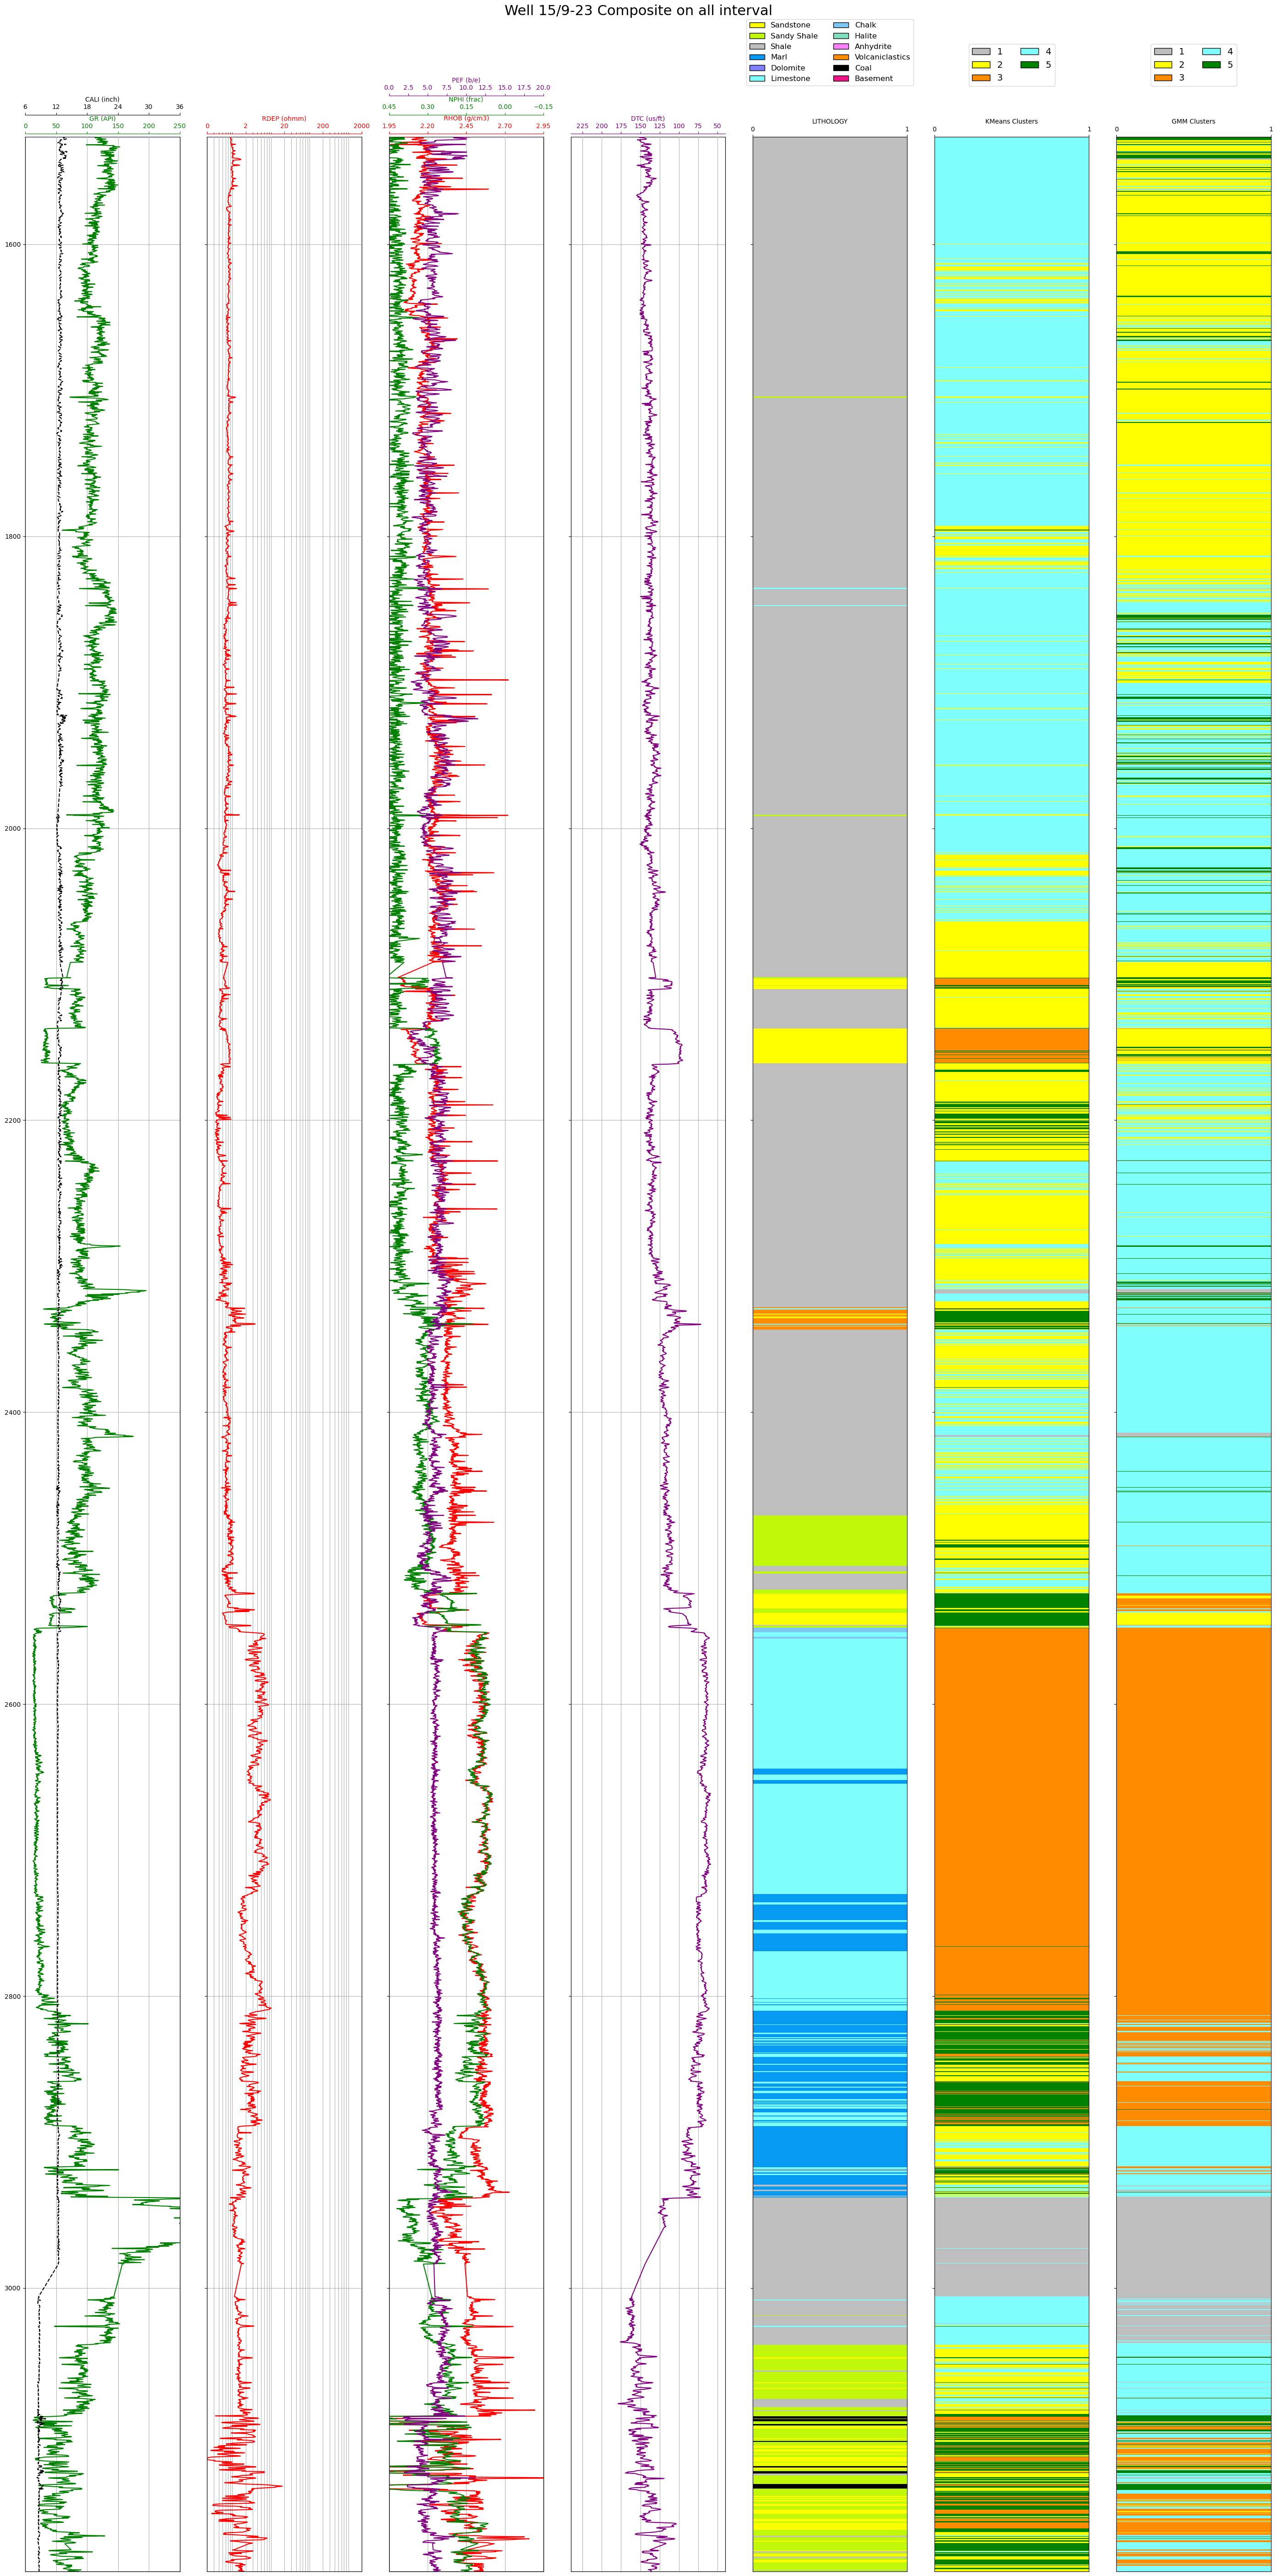 Well 15/9-23 Composite on all interval
Sandstone Chalk
Sandy Shale Halite
Shale Anhydrite
Marl Volcaniclastics
Dolomite Coal
Limestone Basement
1 4
2 5
3
1 4
2 5
3
PEF (b/e)
0.0 2.5 5.0 7.5 10.0 12.5 15.0 17.5 20.0
CALI (inch)
6 12 18 24 30 36
NPHI (frac)
0.45 0.30 0.15 0.00 −0.15
GR (API)
0 50 100 150 200 250
RDEP (ohmm)
0 2 20 200 2000
RHOB (g/cm3)
1.95 2.20 2.45 2.70 2.95
DTC (us/ft)
225 200 175 150 125 100 75 50
LITHOLOGY
0 1
KMeans Clusters
0 1
GMM Clusters
0 1
1600
1800
2000
2200
2400
2600
2800
3000